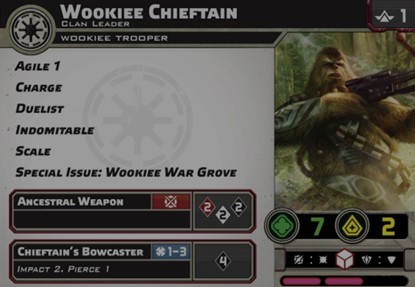 WOOKIEE CHIEFTAIN
CLAN LEADER
WOOKIEE TROOPER
1
AGILE 1
CHARGE
DUELIST
INDOMITABLE
SCALE
SPECIAL ISSUE: WOOKIEE WAR GROVE
ANCESTRAL WEAPON
2 2 2
7 2
CHIEFTAIN'S BOWCASTER 1-3
IMPACT 2, PIERCE 1
4